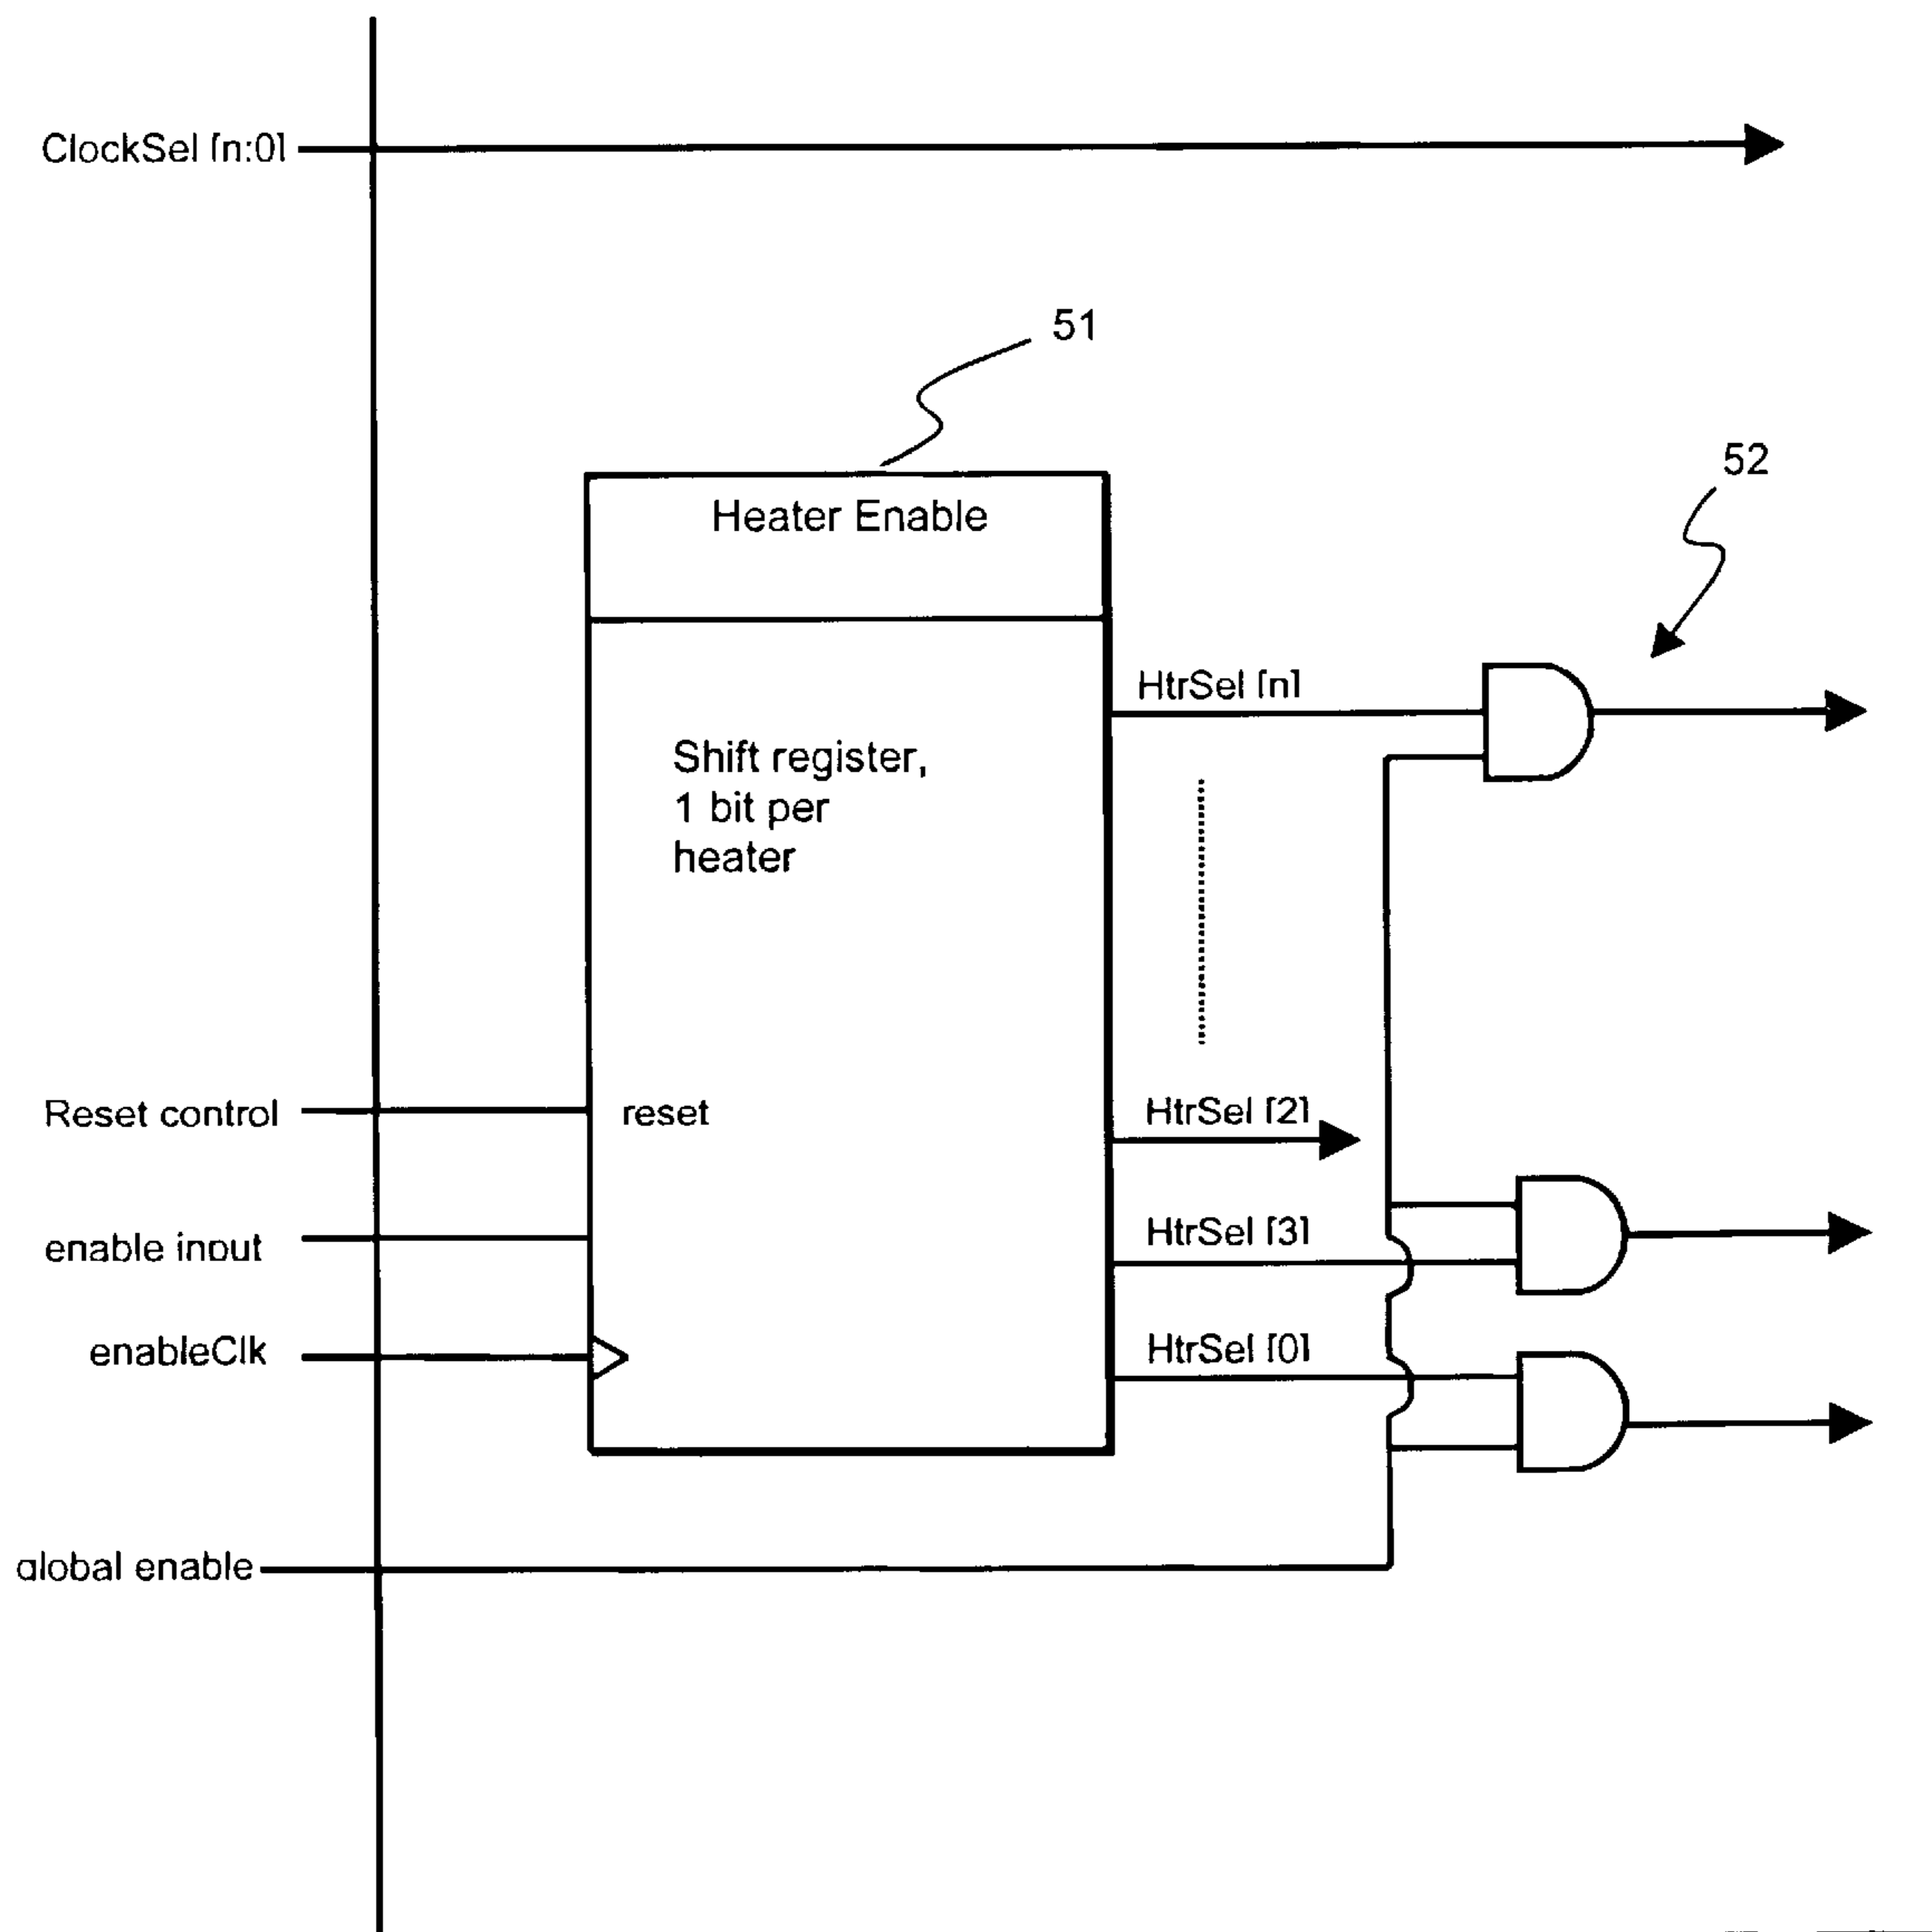 ClockSel [n:0]
51
52
Heater Enable
HtrSel [n]
Shift register,
1 bit per
heater
Reset control
reset
HtrSel [2]
enable inout
HtrSel [3]
enableClk
HtrSel [0]
global enable